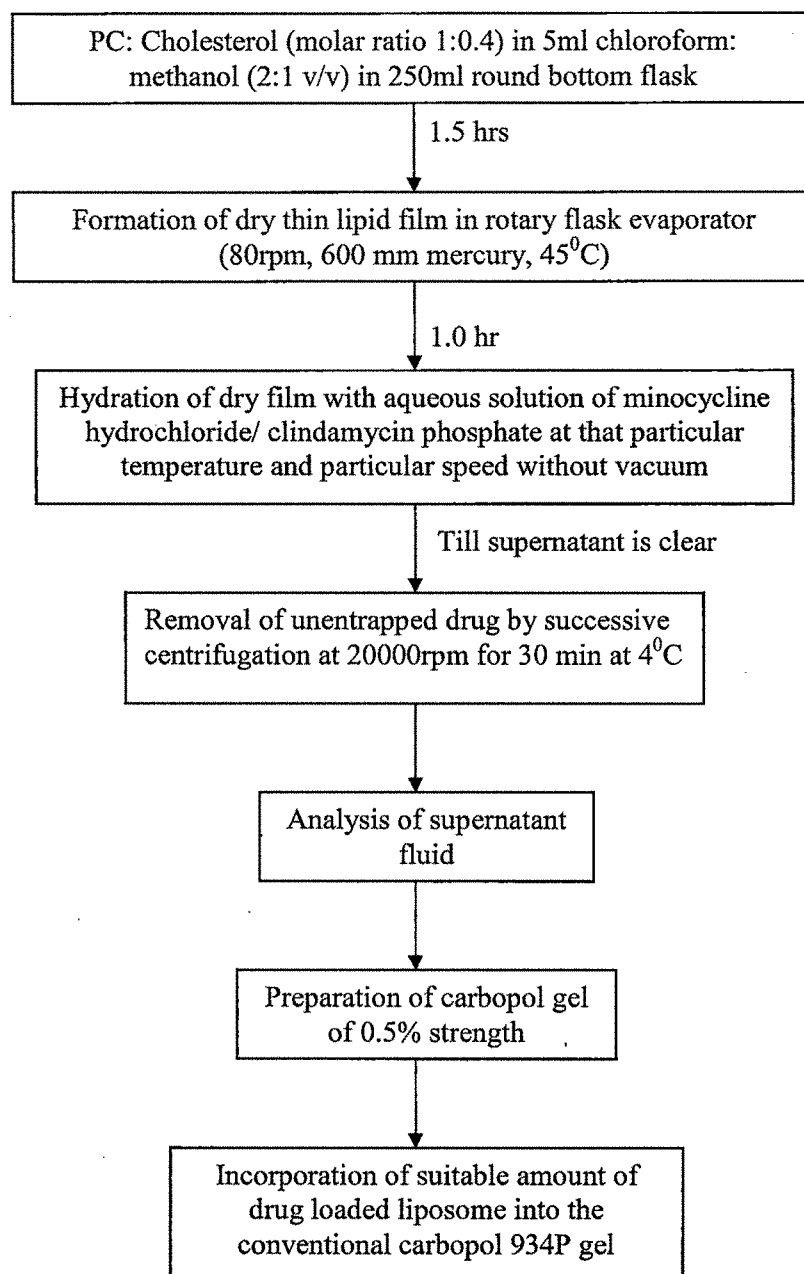 PC: Cholesterol (molar ratio 1:0.4) in 5ml chloroform:
methanol (2:1 v/v) in 250ml round bottom flask
1.5 hrs
Formation of dry thin lipid film in rotary flask evaporator
(80rpm, 600 mm mercury, 45⁰C)
1.0 hr
Hydration of dry film with aqueous solution of minocycline
hydrochloride/ clindamycin phosphate at that particular
temperature and particular speed without vacuum
Till supernatant is clear
Removal of unentrapped drug by successive
centrifugation at 20000rpm for 30 min at 4⁰C
Analysis of supernatant
fluid
Preparation of carbopol gel
of 0.5% strength
Incorporation of suitable amount of
drug loaded liposome into the
conventional carbopol 934P gel